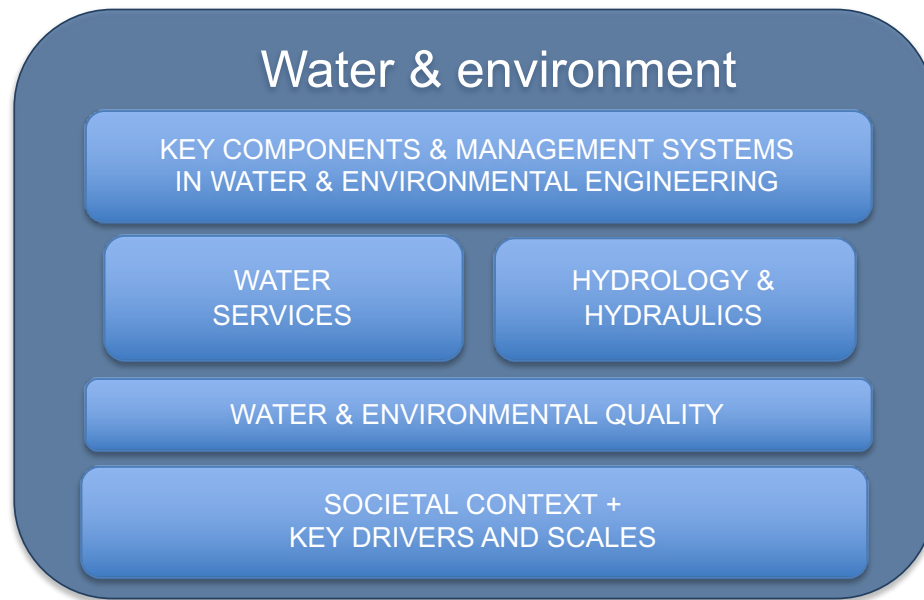 Water & environment
KEY COMPONENTS & MANAGEMENT SYSTEMS
IN WATER & ENVIRONMENTAL ENGINEERING
WATER
SERVICES
HYDROLOGY &
HYDRAULICS
WATER & ENVIRONMENTAL QUALITY
SOCIETAL CONTEXT +
KEY DRIVERS AND SCALES